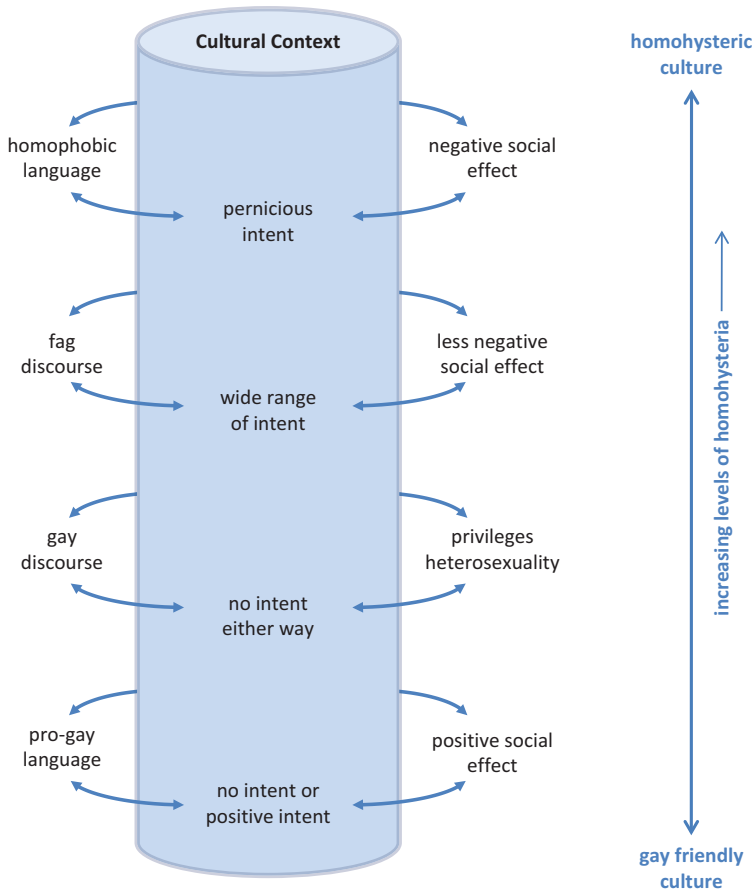 Cultural Context
homohysteric
culture
homophobic
language
negative social
effect
pernicious
intent
fag
discourse
less negative
social effect
wide range
of intent
gay
discourse
privileges
heterosexuality
no intent
either way
pro-gay
language
positive social
effect
no intent or
positive intent
increasing levels of homohysteria
gay friendly
culture